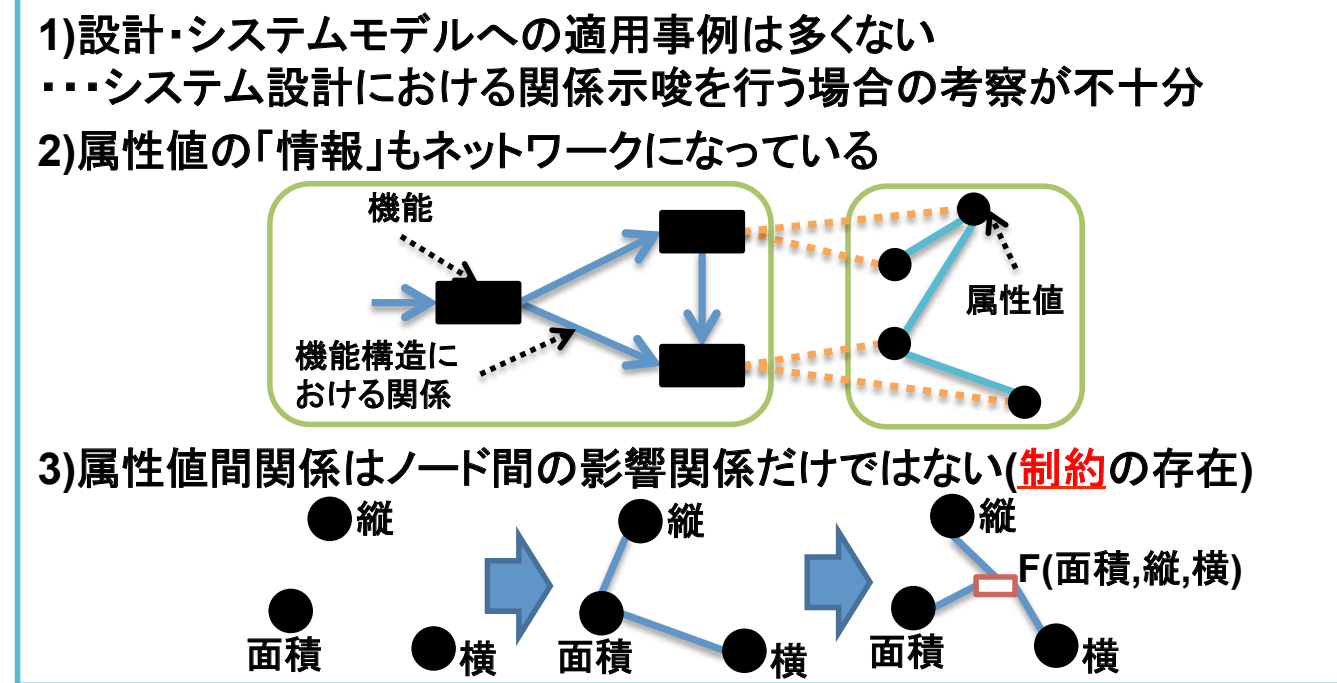 1)設計・システムモデルへの適用事例は多くない
・・・システム設計における関係示唆を行う場合の考察が不十分
2)属性値の「情報」もネットワークになっている
機能
属性値
機能構造に
おける関係
3)属性値間関係はノード間の影響関係だけではない(制約の存在)
縦
面積
横
縦
面積
横
縦
F(面積,縦,横)
面積
横